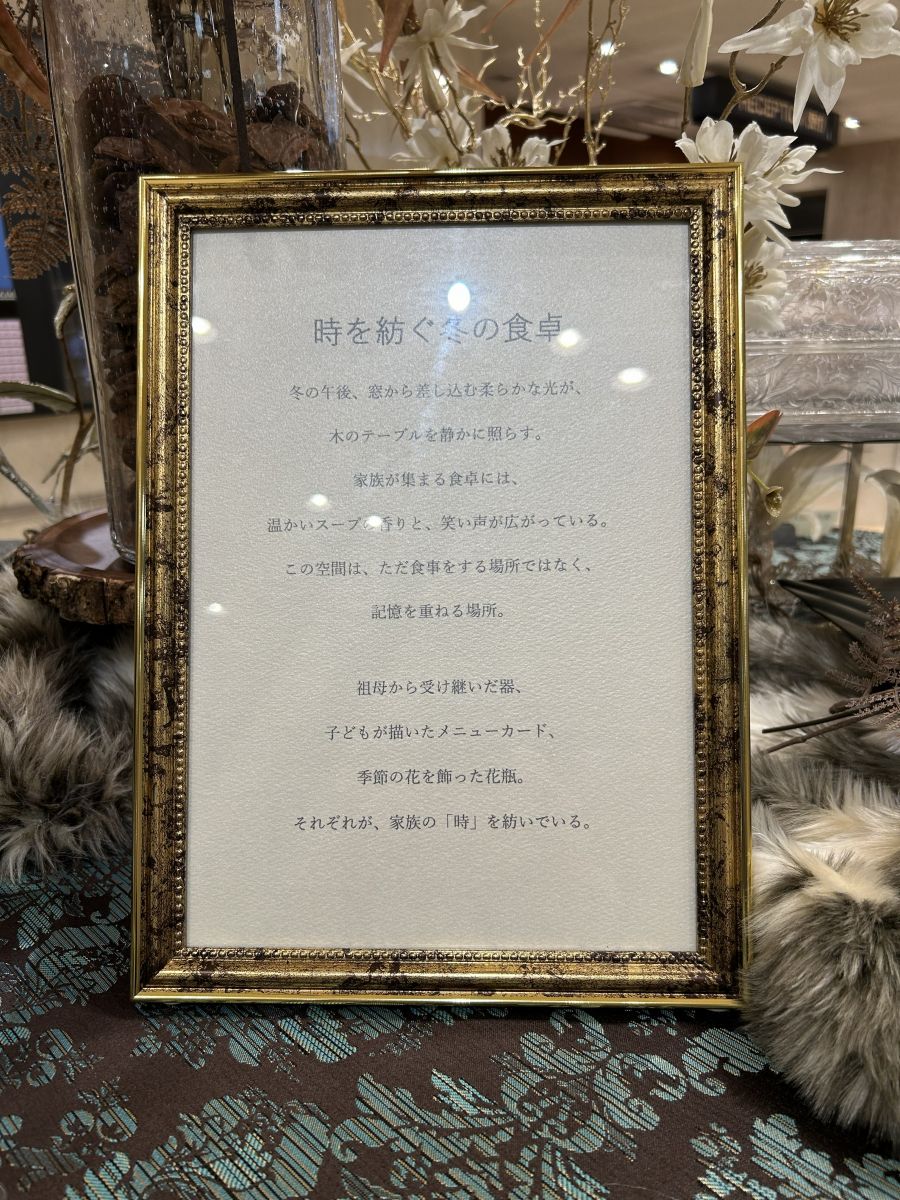 時を紡ぐ冬の食卓
冬の午後、窓から差し込む柔らかな光が、
木のテーブルを静かに照らす。
家族が集まる食卓には、
温かいスープの香りと、笑い声が広がっている。
この空間は、ただ食事をする場所ではなく、
記憶を重ねる場所。
祖母から受け継いだ器、
子どもが描いたメニューカード、
季節の花を飾った花瓶。
それぞれが、家族の「時」を紡いでいる。